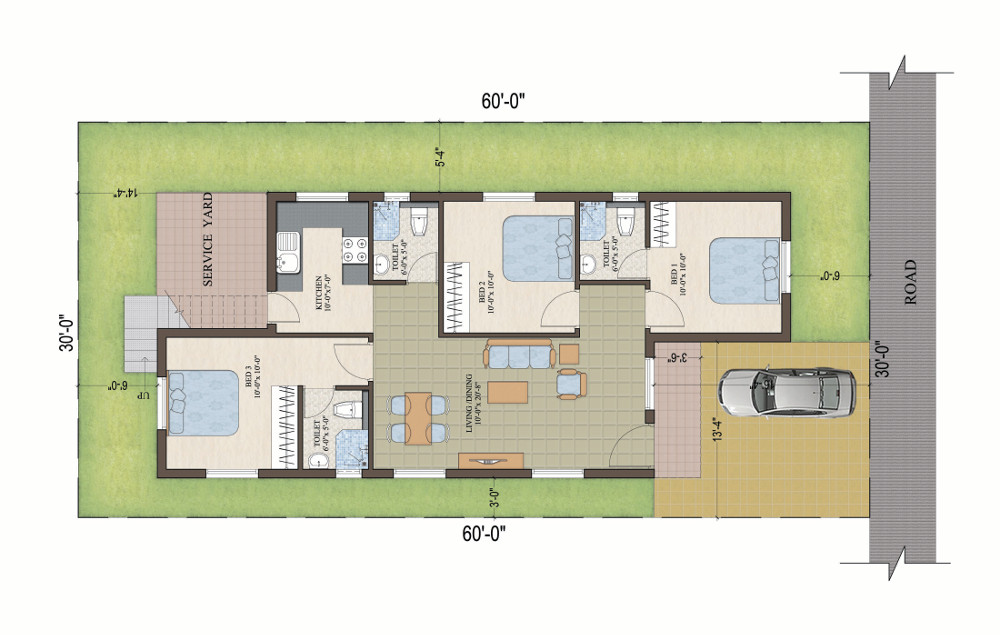 60'-0"
5'-4"
14'-4"
SERVICE YARD
TOILET
6'-0"x 5'-0"
TOILET
6'-0"x 5'-0"
BED 1
10'-0"x 10'-0"
BED 2
10'-0"x 10'-0"
KITCHEN
10'-0"x7'-0"
6'-0"
ROAD
30'-0"
30'-0"
3'-6"
BED 3
10'-0"x 10'-0"
6'-0"
UP
LIVING /DINING
10'-0"x 20'-8"
TOILET
6'-0"x 5'-0"
13'-4"
3'-0"
60'-0"